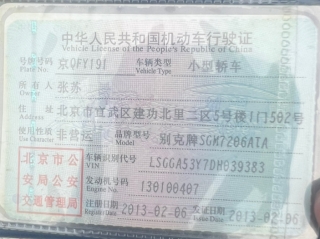 中华人民共和国机动车行驶证
Vehicle License of the People's Republic of China
号牌号码 京QFY191 车辆类型 小型轿车
Plate No. Vehicle Type
所有人 张苏
Owner
住址 北京市宣武区建功北里二区5号楼1门502号
Address
使用性质 非营运 品牌型号 别克牌SGM7206ATA
Use Character Model
北京市公
安局公安
交通管理局
车辆识别代号 LSGGA53Y7DH039383
VIN
发动机号码 130100407
Engine No.
注册日期 2013-02-06 发证日期 2013-02-06
Register Date Issue Date